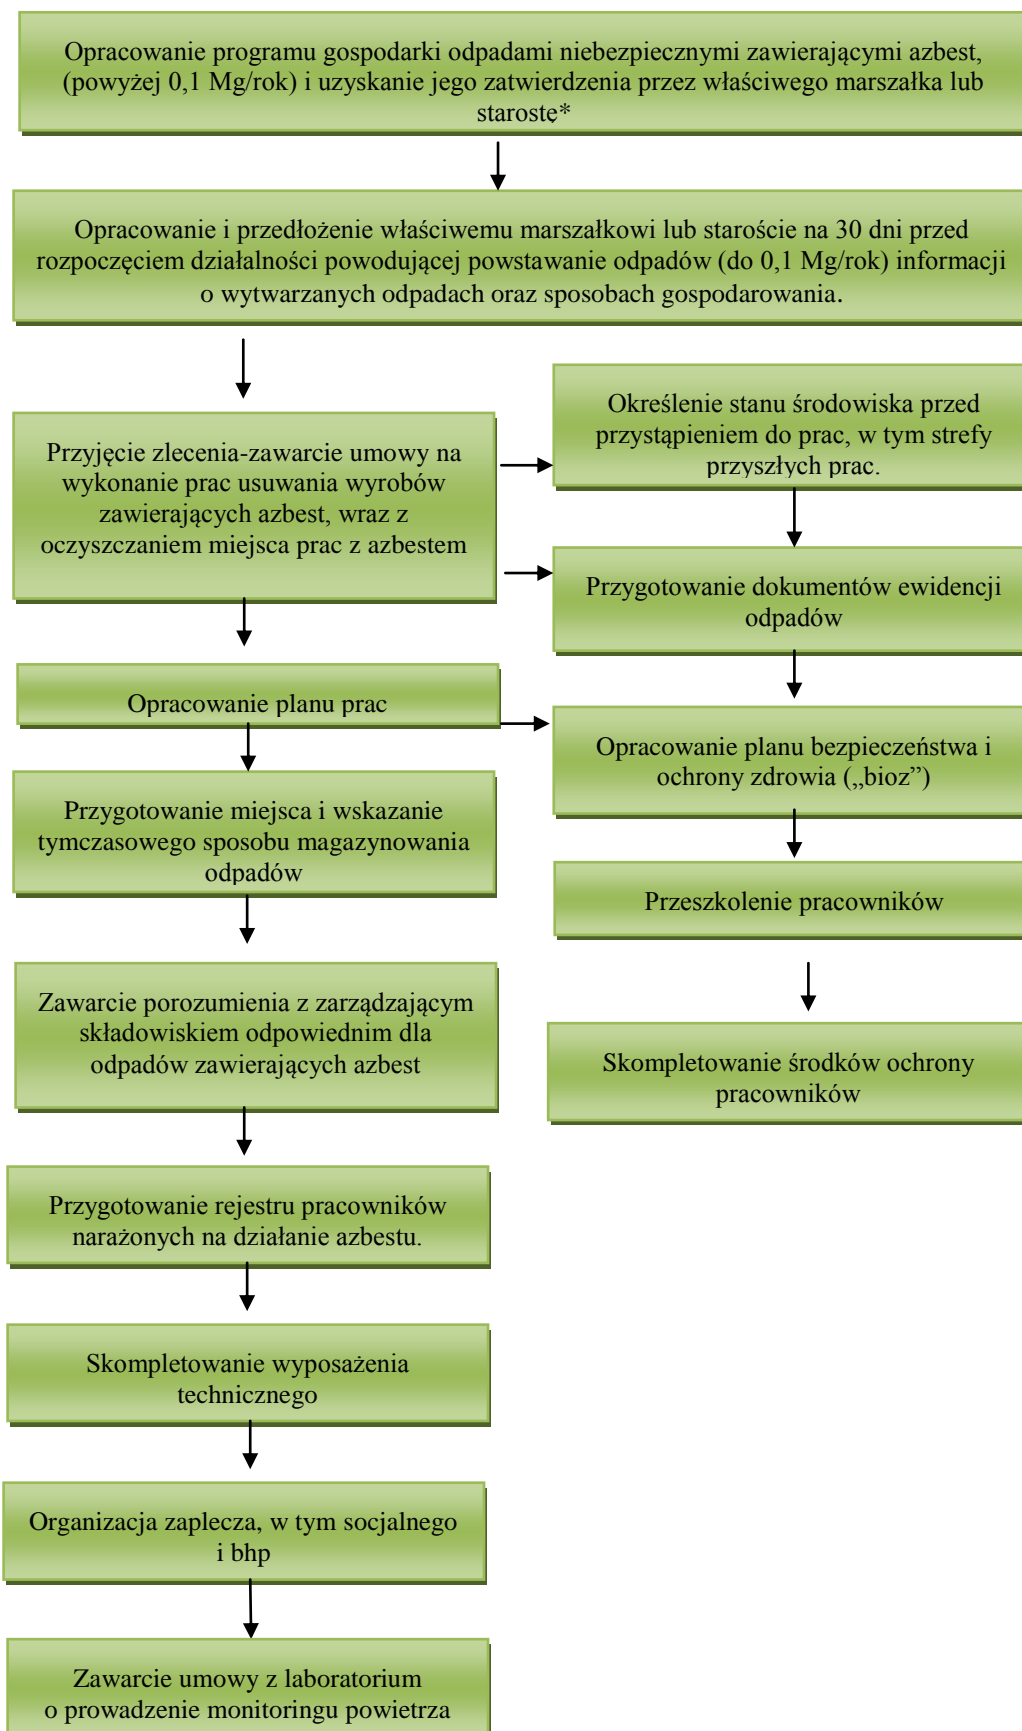 Opracowanie programu gospodarki odpadami niebezpiecznymi zawierającymi azbest,
(powyżej 0,1 Mg/rok) i uzyskanie jego zatwierdzenia przez właściwego marszałka lub
starostę*
Opracowanie i przedłożenie właściwemu marszałkowi lub staroście na 30 dni przed
rozpoczęciem działalności powodującej powstawanie odpadów (do 0,1 Mg/rok) informacji
o wytwarzanych odpadach oraz sposobach gospodarowania.
Przyjęcie zlecenia-zawarcie umowy na
wykonanie prac usuwania wyrobów
zawierających azbest, wraz z
oczyszczaniem miejsca prac z azbestem
Określenie stanu środowiska przed
przystąpieniem do prac, w tym strefy
przyszłych prac.
Przygotowanie dokumentów ewidencji
odpadów
Opracowanie planu prac
Opracowanie planu bezpieczeństwa i
ochrony zdrowia („bioz”)
Przygotowanie miejsca i wskazanie
tymczasowego sposobu magazynowania
odpadów
Przeszkolenie pracowników
Zawarcie porozumienia z zarządzającym
składowiskiem odpowiednim dla
odpadów zawierających azbest
Skompletowanie środków ochrony
pracowników
Przygotowanie rejestru pracowników
narażonych na działanie azbestu.
Skompletowanie wyposażenia
technicznego
Organizacja zaplecza, w tym socjalnego
i bhp
Zawarcie umowy z laboratorium
o prowadzenie monitoringu powietrza